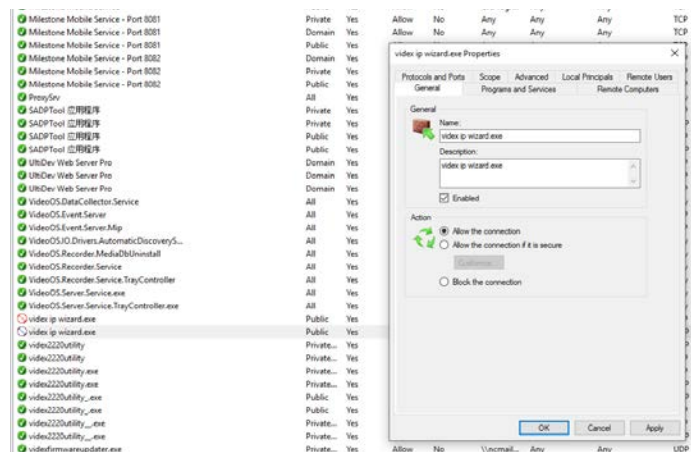 Milestone Mobile Service - Port 8081 Private Yes Allow No Any Any Any TCP
Milestone Mobile Service - Port 8081 Domain Yes Allow No Any Any Any TCP
Milestone Mobile Service - Port 8081 Public Yes
Milestone Mobile Service - Port 8082 Domain Yes
Milestone Mobile Service - Port 8082 Private Yes
Milestone Mobile Service - Port 8082 Public Yes
ProxySrv All Yes
SADPTool 应用程序 Private Yes
SADPTool 应用程序 Private Yes
SADPTool 应用程序 Public Yes
SADPTool 应用程序 Public Yes
UltiDev Web Server Pro Domain Yes
UltiDev Web Server Pro Domain Yes
UltiDev Web Server Pro Domain Yes
VideoOS.DataCollector.Service All Yes
VideoOS.Event.Server All Yes
VideoOS.Event.Server.Mip All Yes
VideoOS.IO.Drivers.AutomaticDiscoveryS... All Yes
VideoOS.Recorder.MediaDbUninstall All Yes
VideoOS.Recorder.Service All Yes
VideoOS.Recorder.Service.TrayController All Yes
VideoOS.Server.Service.exe All Yes
VideoOS.Server.Service.TrayController.exe All Yes
videx ip wizard.exe Public Yes
videx ip wizard.exe Public Yes
videx2220utility Private... Yes
videx2220utility Private... Yes
videx2220utility.exe Private... Yes
videx2220utility.exe Private... Yes
videx2220utility_.exe Public Yes
videx2220utility_.exe Public Yes
videx2220utility__.exe Private... Yes
videx2220utility__.exe Private... Yes
videxfirmwareupdater.exe Private... Yes Allow No Any Any UDP
videx ip wizard.exe Properties
Protocols and Ports Scope Advanced Local Principals Remote Users
General Programs and Services Remote Computers
General
Name:
videx ip wizard.exe
Description:
videx ip wizard.exe
Enabled
Action
Allow the connection
Allow the connection if it is secure
Customize...
Block the connection
OK Cancel Apply